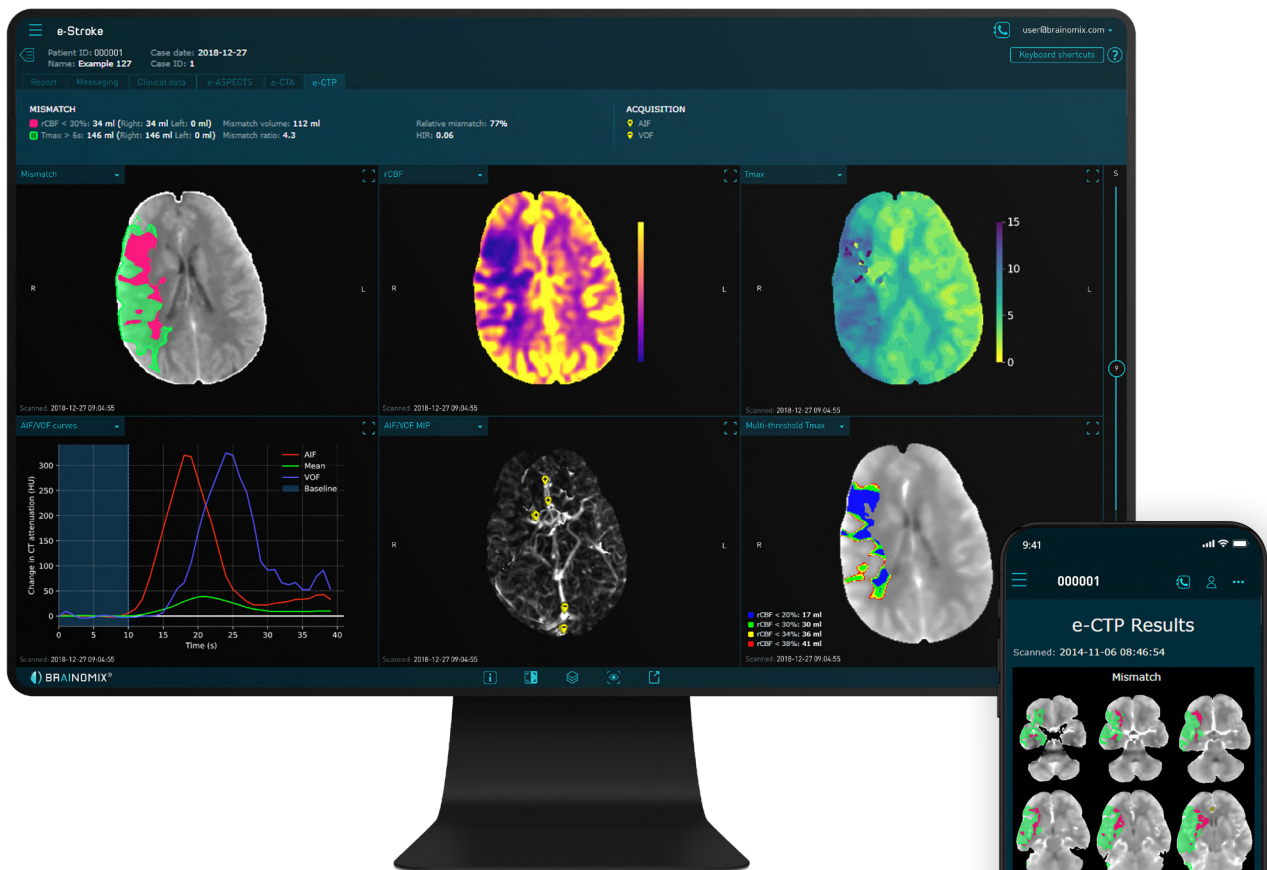 e-Stroke
user@brainomix.com
Patient ID: 000001 Case date: 2018-12-27
Name: Example 127 Case ID: 1
Keyboard shortcuts ?
Report Messaging Clinical data e-ASPECTS e-CTA e-CTP
MISMATCH
rCBF < 30%: 34 ml (Right: 34 ml Left: 0 ml) Mismatch volume: 112 ml Relative mismatch: 77%
Tmax > 6s: 146 ml (Right: 146 ml Left: 0 ml) Mismatch ratio: 4.3 HIR: 0.06
ACQUISITION
AIF
VOF
Mismatch
R
L
Scanned: 2018-12-27 09:04:55
rCBF
R
L
Scanned: 2018-12-27 09:04:55
Tmax
R
L
15
10
5
0
Scanned: 2018-12-27 09:04:55
S
9
AIF/VOF curves
Change in CT attenuation (HU)
300
250
200
150
100
50
0
0 5 10 15 20 25 30 35 40
Time (s)
AIF
Mean
VOF
Baseline
Scanned: 2018-12-27 09:04:55
AIF/VOF MIP
R
L
Scanned: 2018-12-27 09:04:55
Multi-threshold Tmax
R
rCBF < 20%: 17 ml
rCBF < 30%: 30 ml
rCBF < 34%: 36 ml
rCBF < 38%: 41 ml
Scanned: 2018-12-27 09:04:55
BRAINOMIX®
9:41
000001
e-CTP Results
Scanned: 2014-11-06 08:46:54
Mismatch